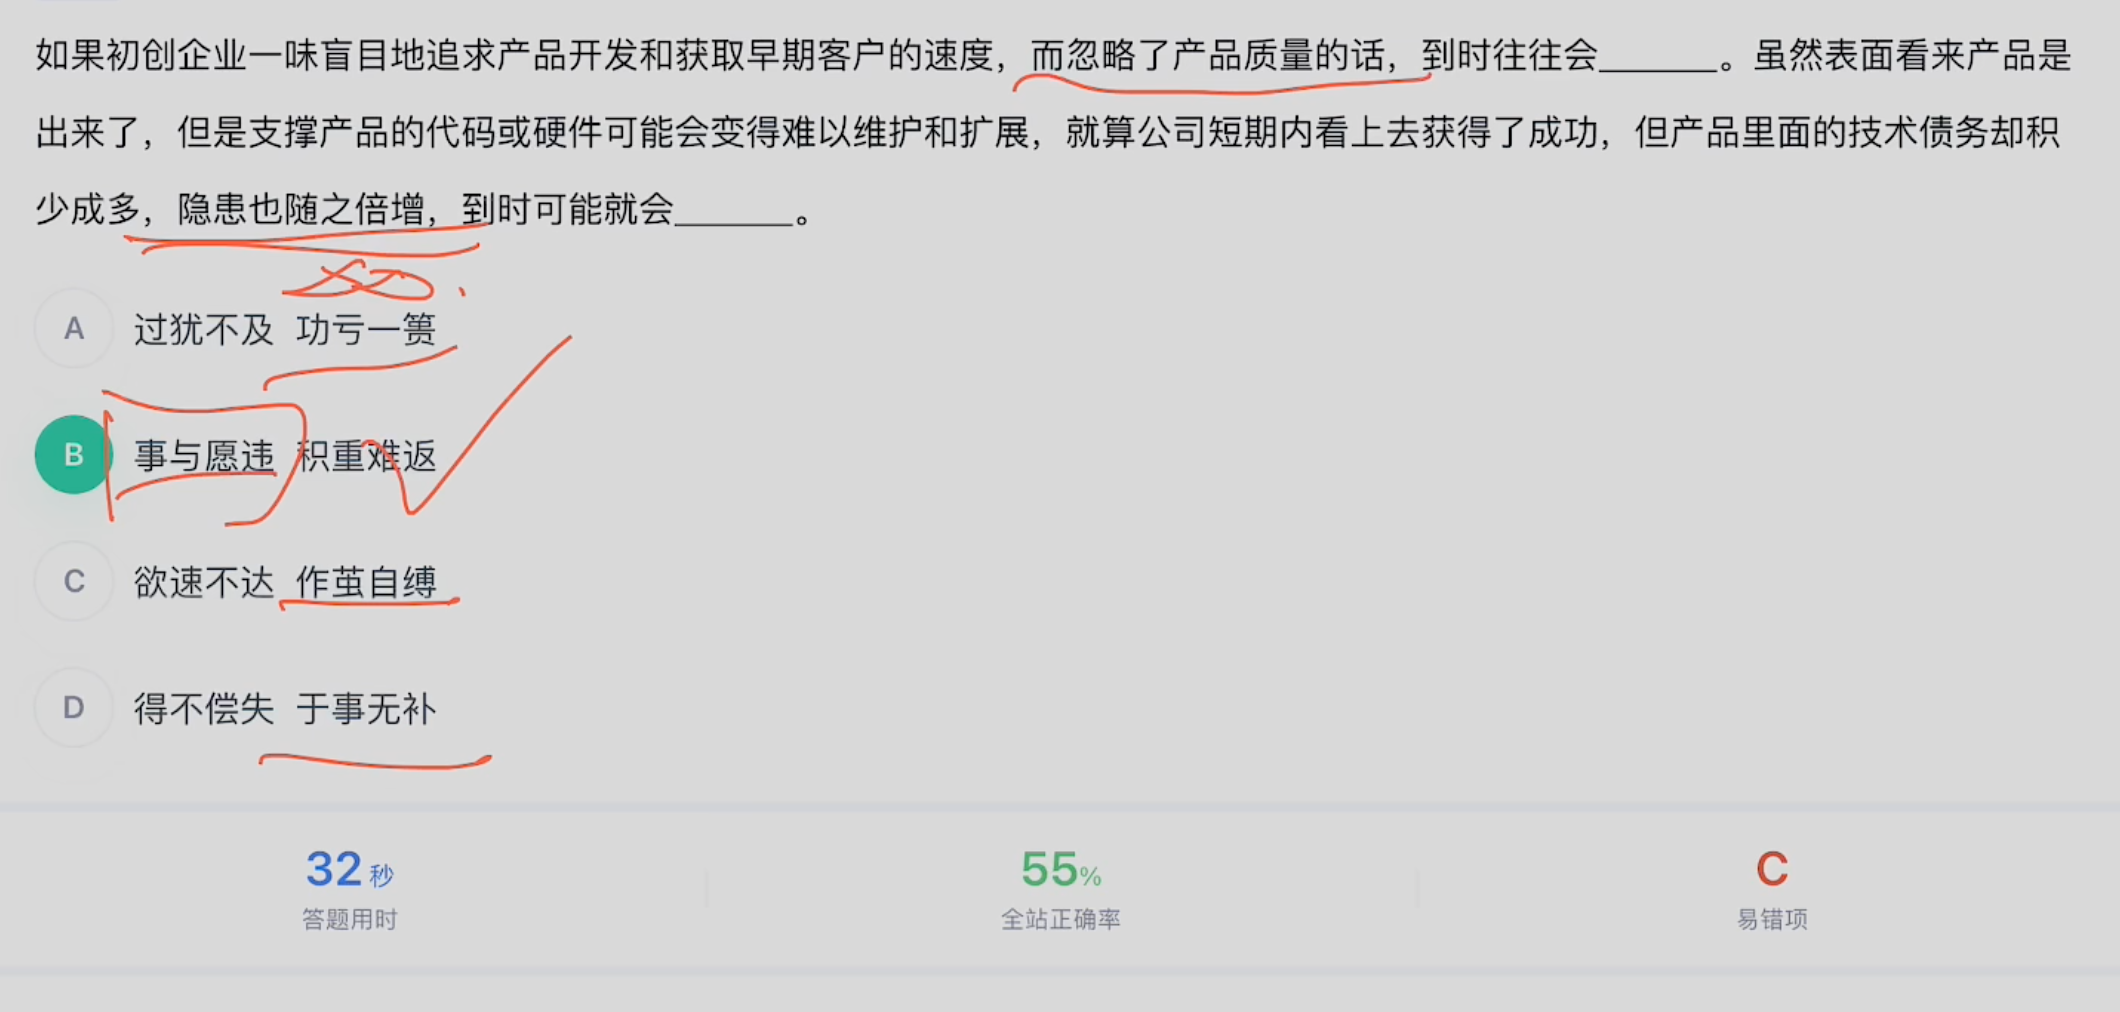 如果初创企业一味盲目地追求产品开发和获取早期客户的速度，而忽略了产品质量的话，到时往往会______。虽然表面看来产品是
出来了，但是支撑产品的代码或硬件可能会变得难以维护和扩展，就算公司短期内看上去获得了成功，但产品里面的技术债务却积
少成多，隐患也随之倍增，到时可能就会______。
A 过犹不及 功亏一篑
B 事与愿违 积重难返
C 欲速不达 作茧自缚
D 得不偿失 于事无补
32秒 55% C
答题用时 全站正确率 易错项